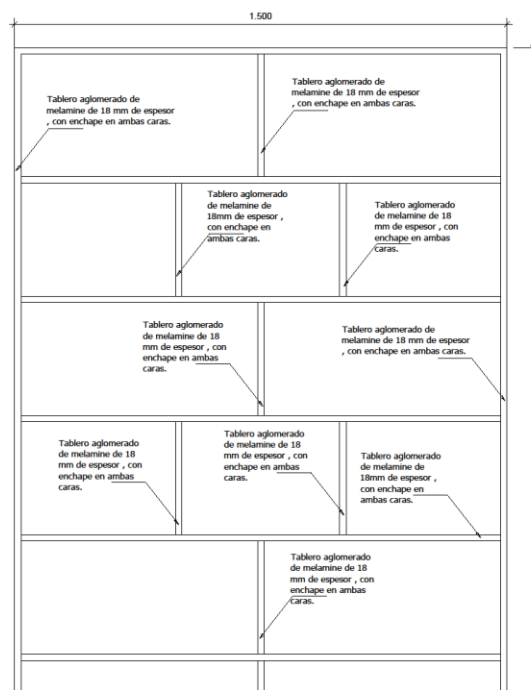 1.500
Tablero aglomerado de
melamine de 18 mm de espesor
, con enchape en ambas caras.
Tablero aglomerado de
melamine de 18 mm de espesor
, con enchape en ambas caras.
Tablero aglomerado
de melamine de
18mm de espesor ,
con enchape en
ambas caras.
Tablero aglomerado
de melamine de 18
mm de espesor , con
enchape en ambas
caras.
Tablero aglomerado
de melamine de 18
mm de espesor , con
enchape en ambas
caras.
Tablero aglomerado de
melamine de 18 mm de espesor
, con enchape en ambas caras.
Tablero aglomerado
de melamine de 18
mm de espesor , con
enchape en ambas
caras.
Tablero aglomerado
de melamine de 18
mm de espesor , con
enchape en ambas
caras.
Tablero aglomerado
de melamine de
18mm de espesor ,
con enchape en
ambas caras.
Tablero aglomerado
de melamine de 18
mm de espesor , con
enchape en ambas
caras.